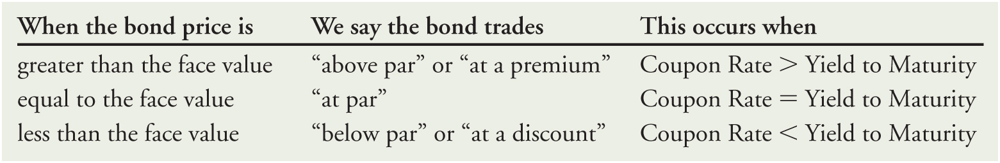 When the bond price is We say the bond trades This occurs when
greater than the face value “above par” or “at a premium” Coupon Rate > Yield to Maturity
equal to the face value “at par” Coupon Rate = Yield to Maturity
less than the face value “below par” or “at a discount” Coupon Rate < Yield to Maturity